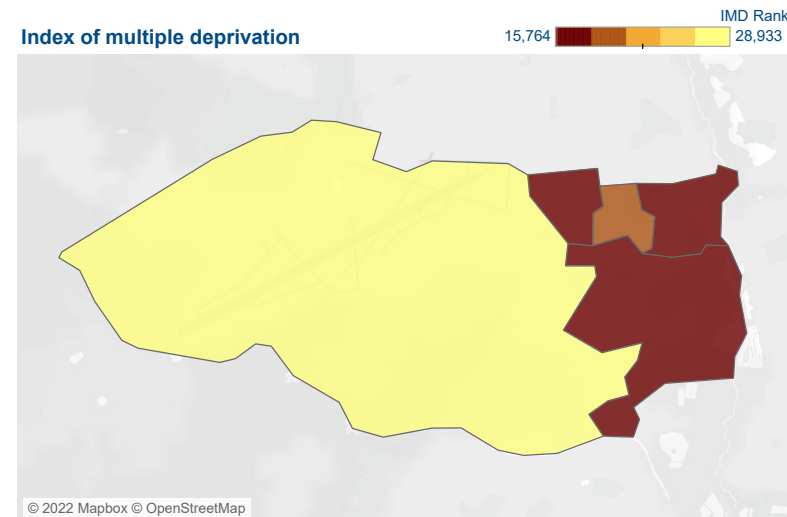 IMD Rank
Index of multiple deprivation
15,764
28,933
© 2022 Mapbox © OpenStreetMap